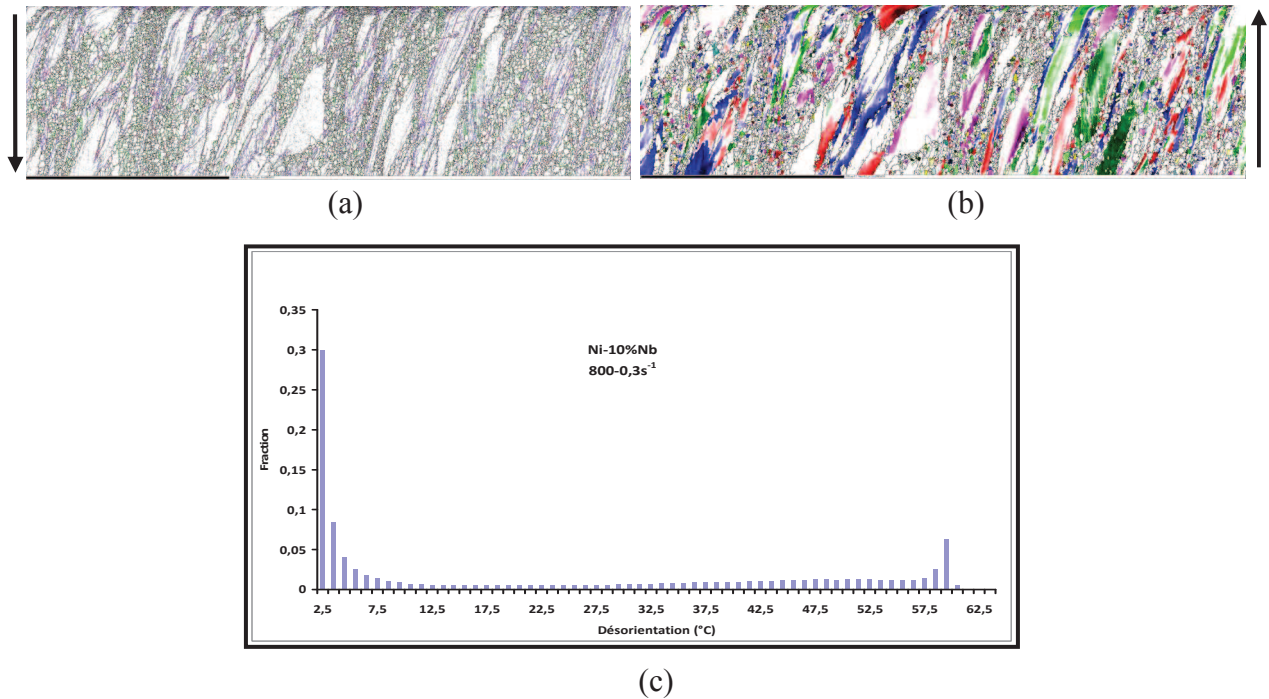 (a)
(b)
0,35
0,3
0,25
0,2
0,15
0,1
0,05
0
Fraction
Ni-10%Nb
800-0,3s⁻¹
2,5 7,5 12,5 17,5 22,5 27,5 32,5 37,5 42,5 47,5 52,5 57,5 62,5
Désorientation (°C)
(c)